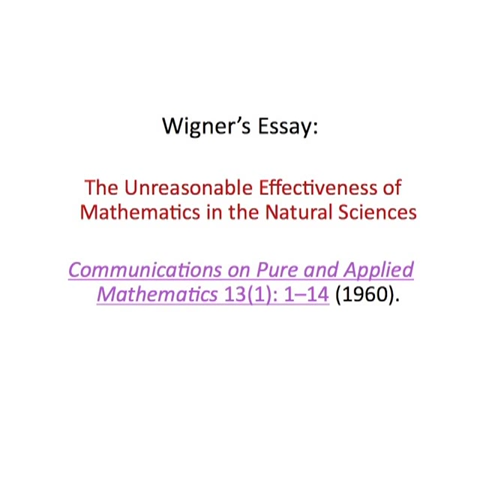 Wigner’s Essay:
The Unreasonable Effectiveness of
Mathematics in the Natural Sciences
Communications on Pure and Applied
Mathematics 13(1): 1–14 (1960).